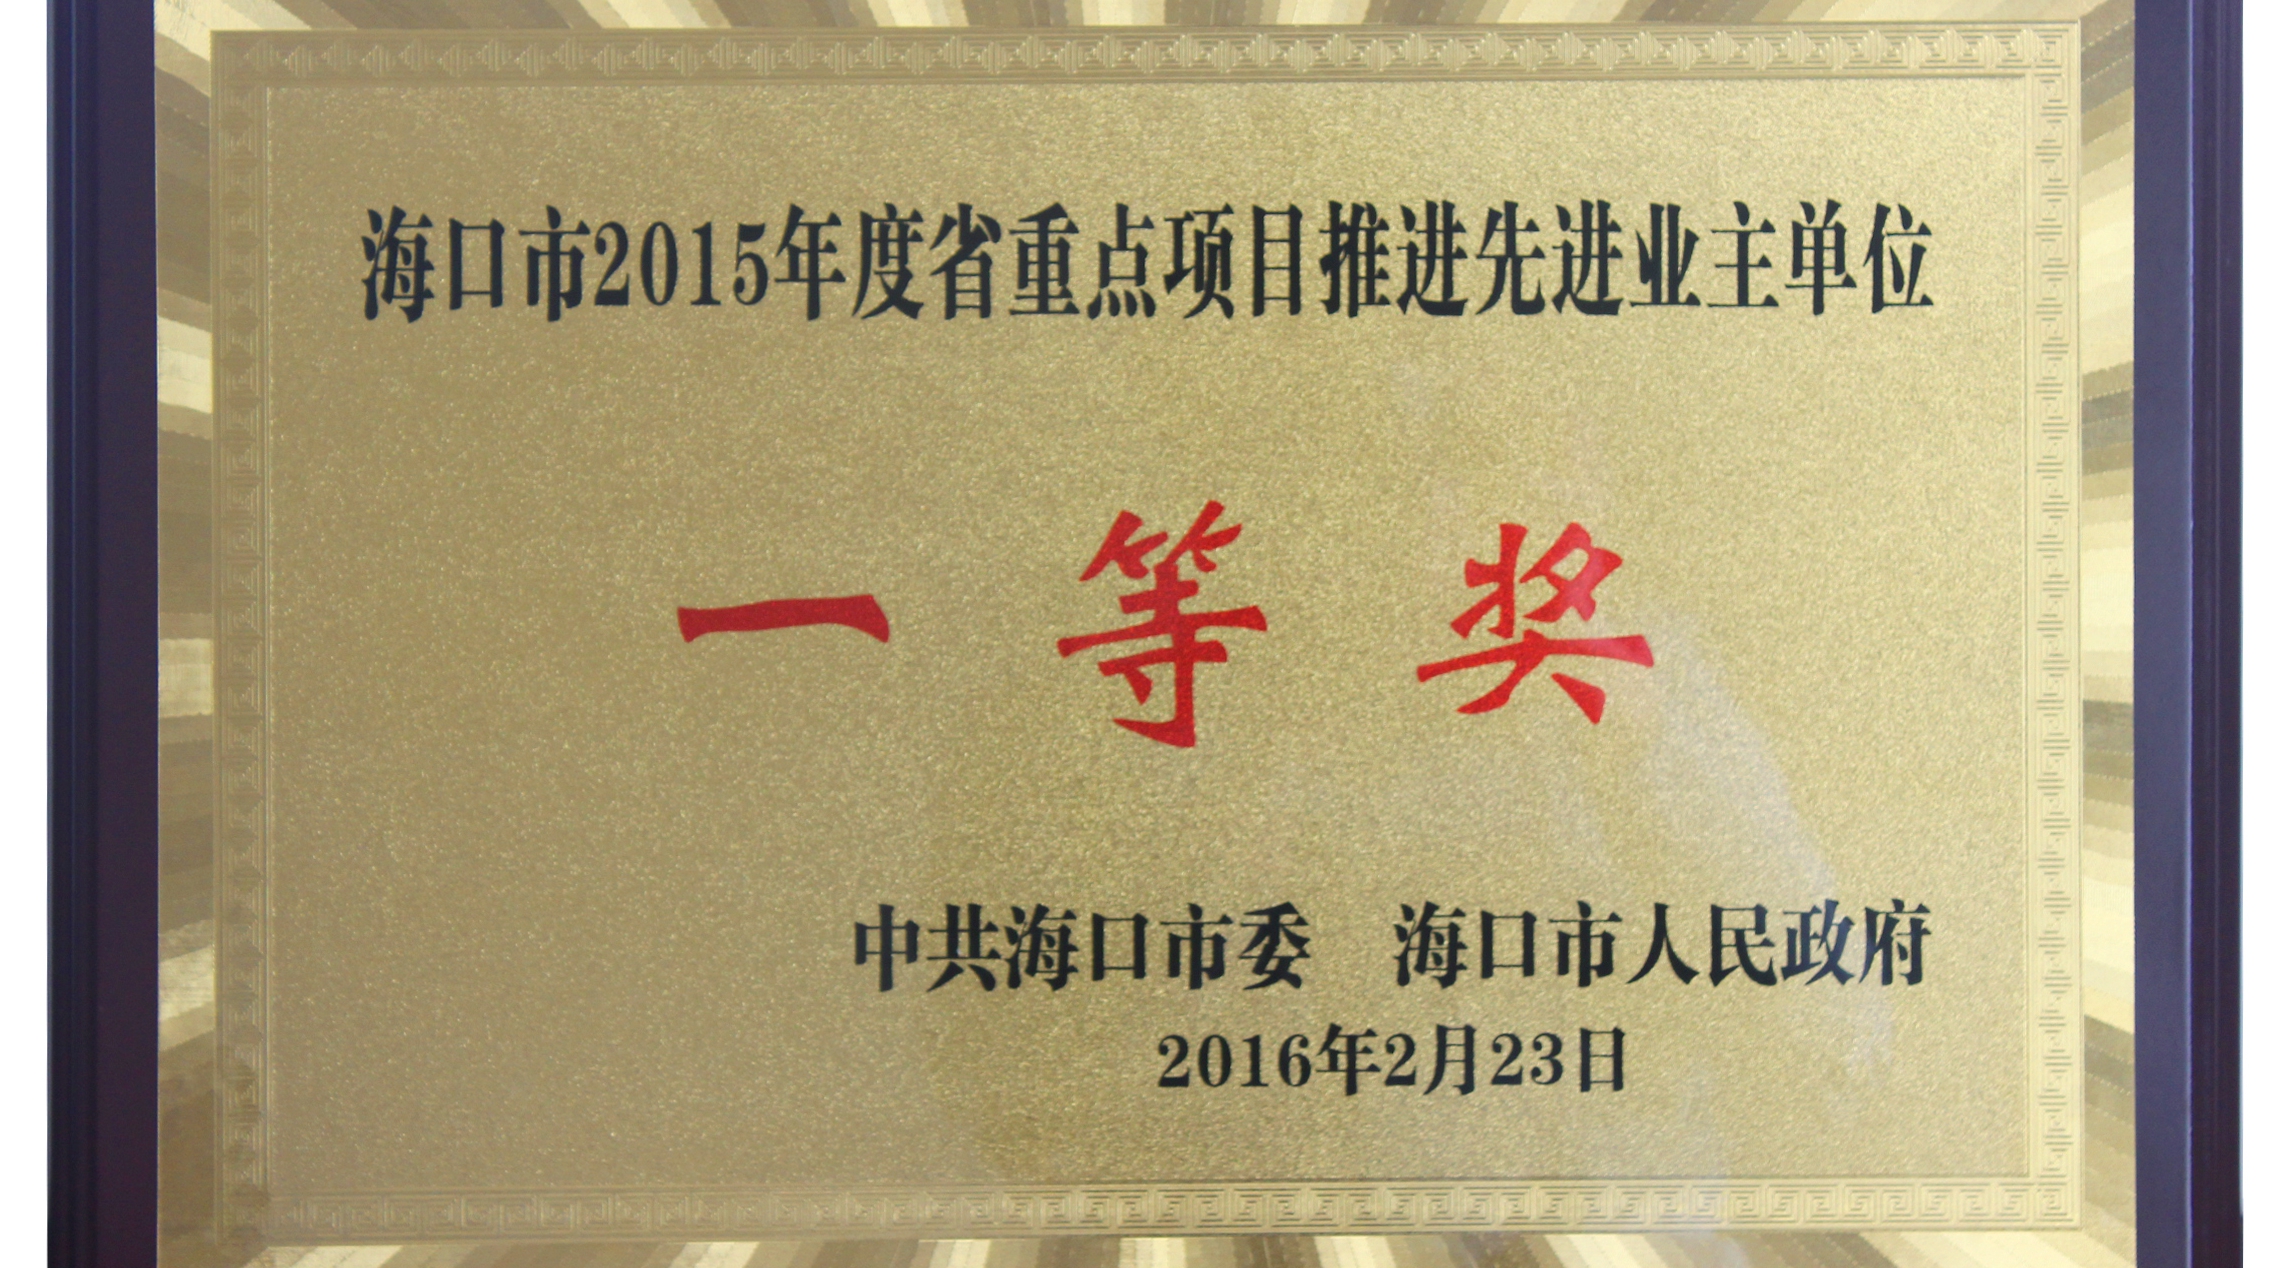 海口市2015年度省重点项目推进先进业主单位
一等奖
中共海口市委 海口市人民政府
2016年2月23日